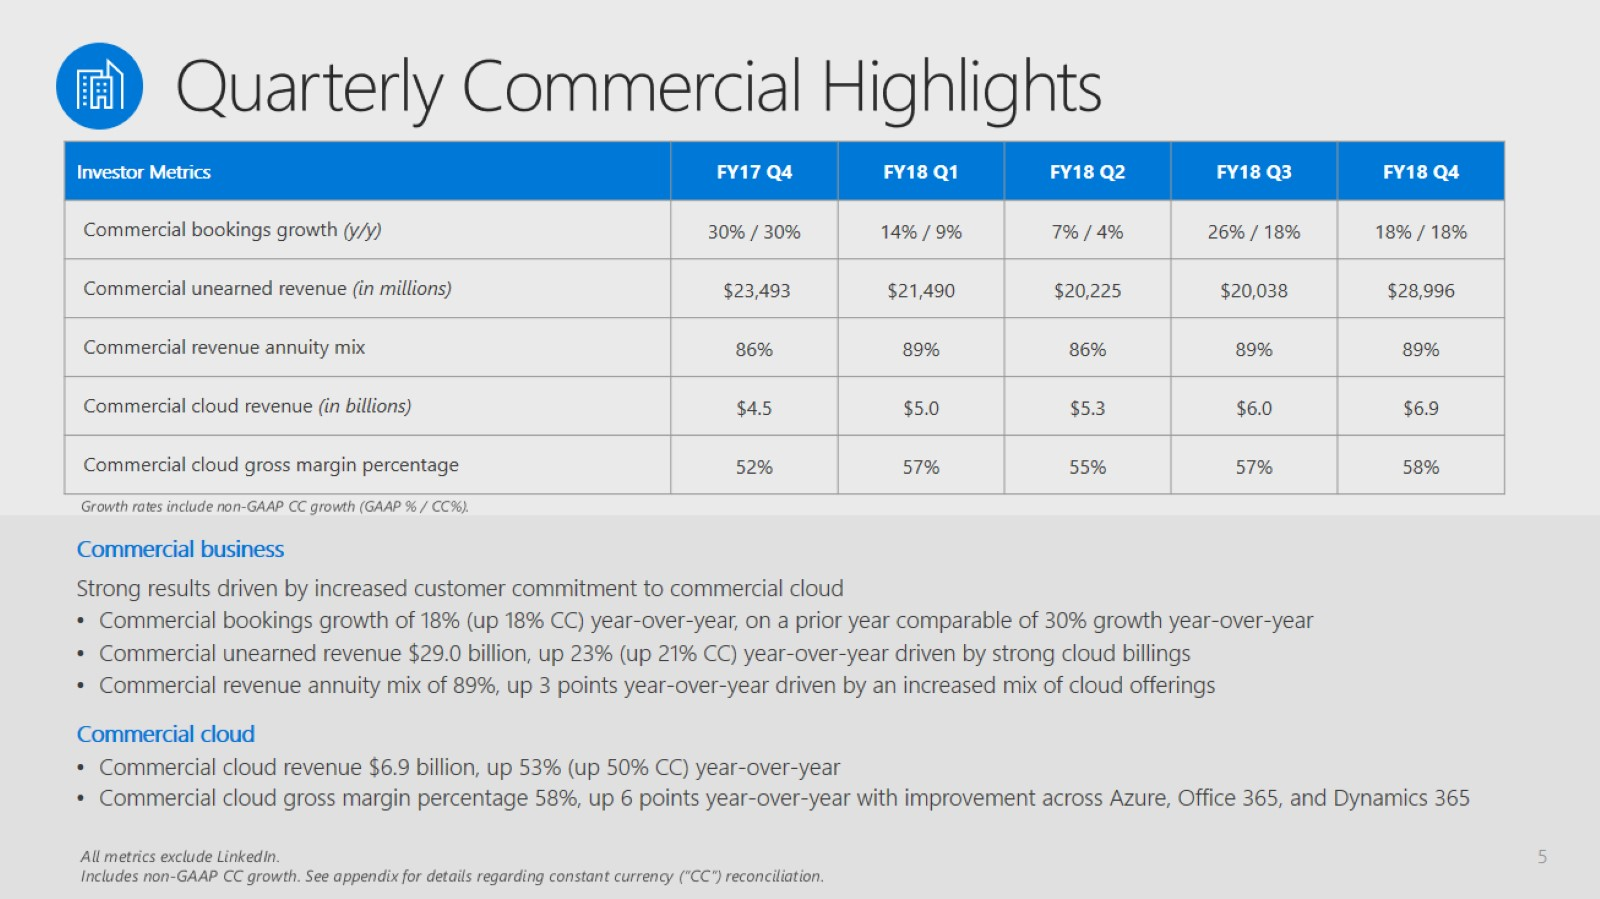 Quarterly Commercial Highlights
Investor Metrics FY17 Q4 FY18 Q1 FY18 Q2 FY18 Q3 FY18 Q4
Commercial bookings growth (y/y) 30% / 30% 14% / 9% 7% / 4% 26% / 18% 18% / 18%
Commercial unearned revenue (in millions) $23,493 $21,490 $20,225 $20,038 $28,996
Commercial revenue annuity mix 86% 89% 86% 89% 89%
Commercial cloud revenue (in billions) $4.5 $5.0 $5.3 $6.0 $6.9
Commercial cloud gross margin percentage 52% 57% 55% 57% 58%
Growth rates include non-GAAP CC growth (GAAP % / CC%).
Commercial business
Strong results driven by increased customer commitment to commercial cloud
• Commercial bookings growth of 18% (up 18% CC) year-over-year, on a prior year comparable of 30% growth year-over-year
• Commercial unearned revenue $29.0 billion, up 23% (up 21% CC) year-over-year driven by strong cloud billings
• Commercial revenue annuity mix of 89%, up 3 points year-over-year driven by an increased mix of cloud offerings
Commercial cloud
• Commercial cloud revenue $6.9 billion, up 53% (up 50% CC) year-over-year
• Commercial cloud gross margin percentage 58%, up 6 points year-over-year with improvement across Azure, Office 365, and Dynamics 365
All metrics exclude LinkedIn.
Includes non-GAAP CC growth. See appendix for details regarding constant currency ("CC") reconciliation.
5